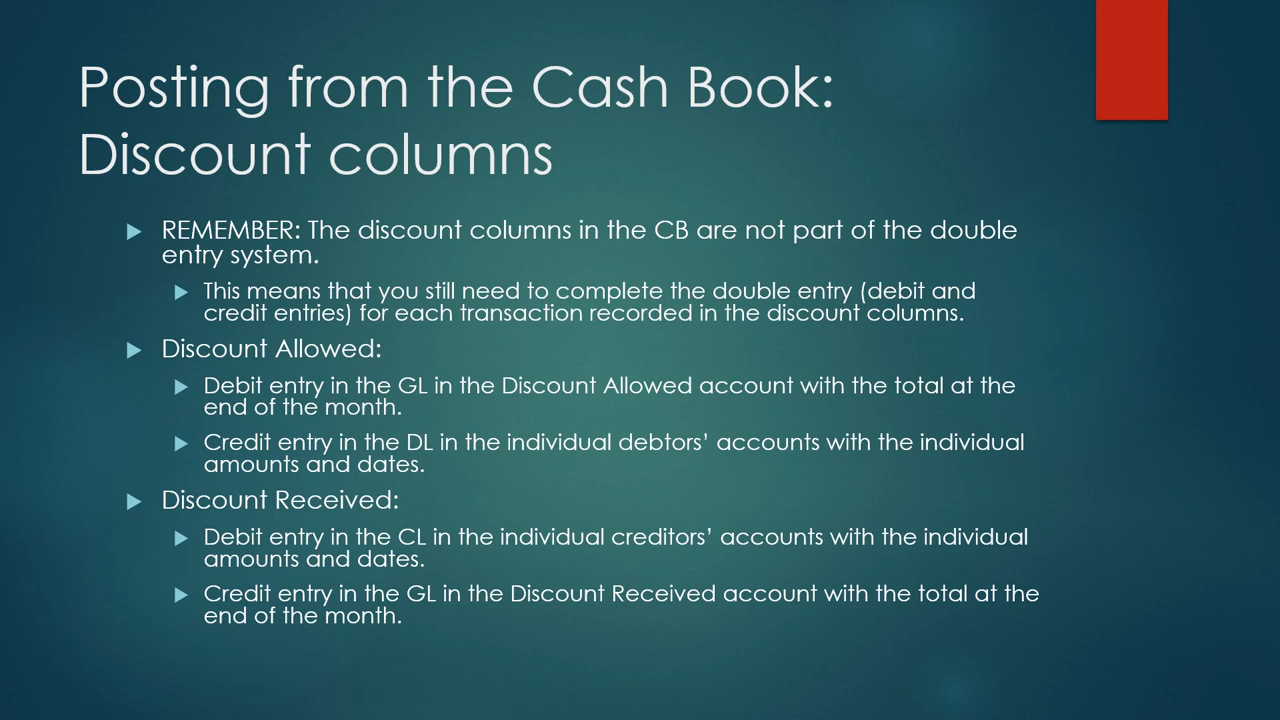 Posting from the Cash Book:
Discount columns
REMEMBER: The discount columns in the CB are not part of the double
entry system.
This means that you still need to complete the double entry (debit and
credit entries) for each transaction recorded in the discount columns.
Discount Allowed:
Debit entry in the GL in the Discount Allowed account with the total at the
end of the month.
Credit entry in the DL in the individual debtors’ accounts with the individual
amounts and dates.
Discount Received:
Debit entry in the CL in the individual creditors’ accounts with the individual
amounts and dates.
Credit entry in the GL in the Discount Received account with the total at the
end of the month.